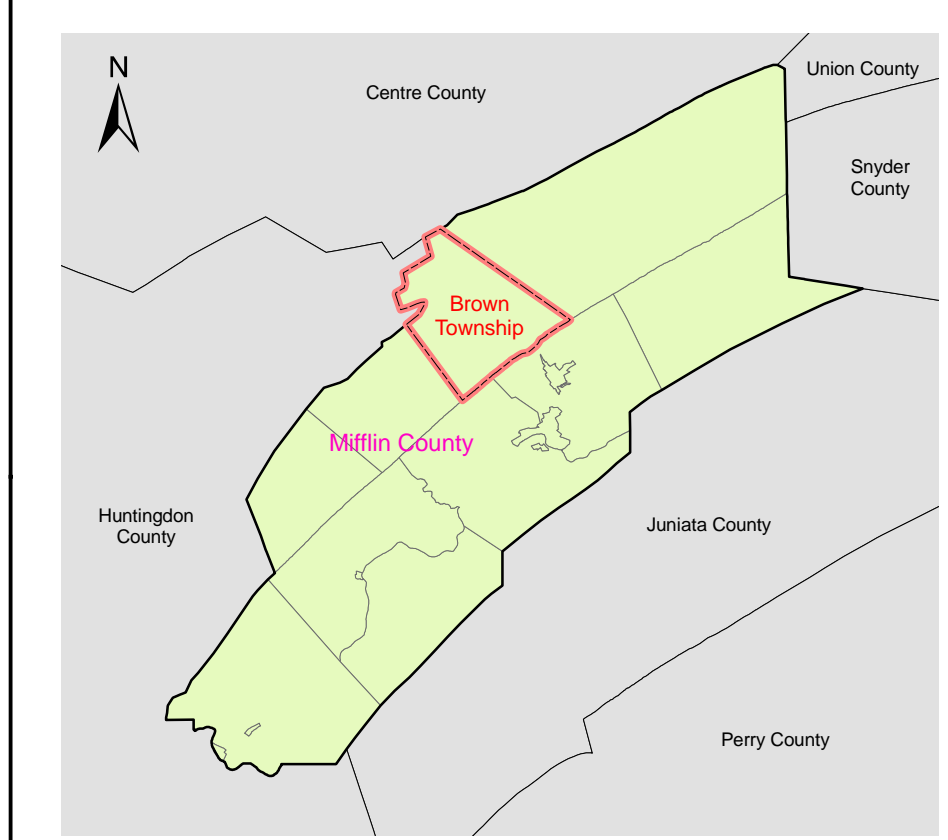 N
Centre County
Union County
Snyder
County
Brown
Township
Mifflin County
Huntingdon
County
Juniata County
Perry County